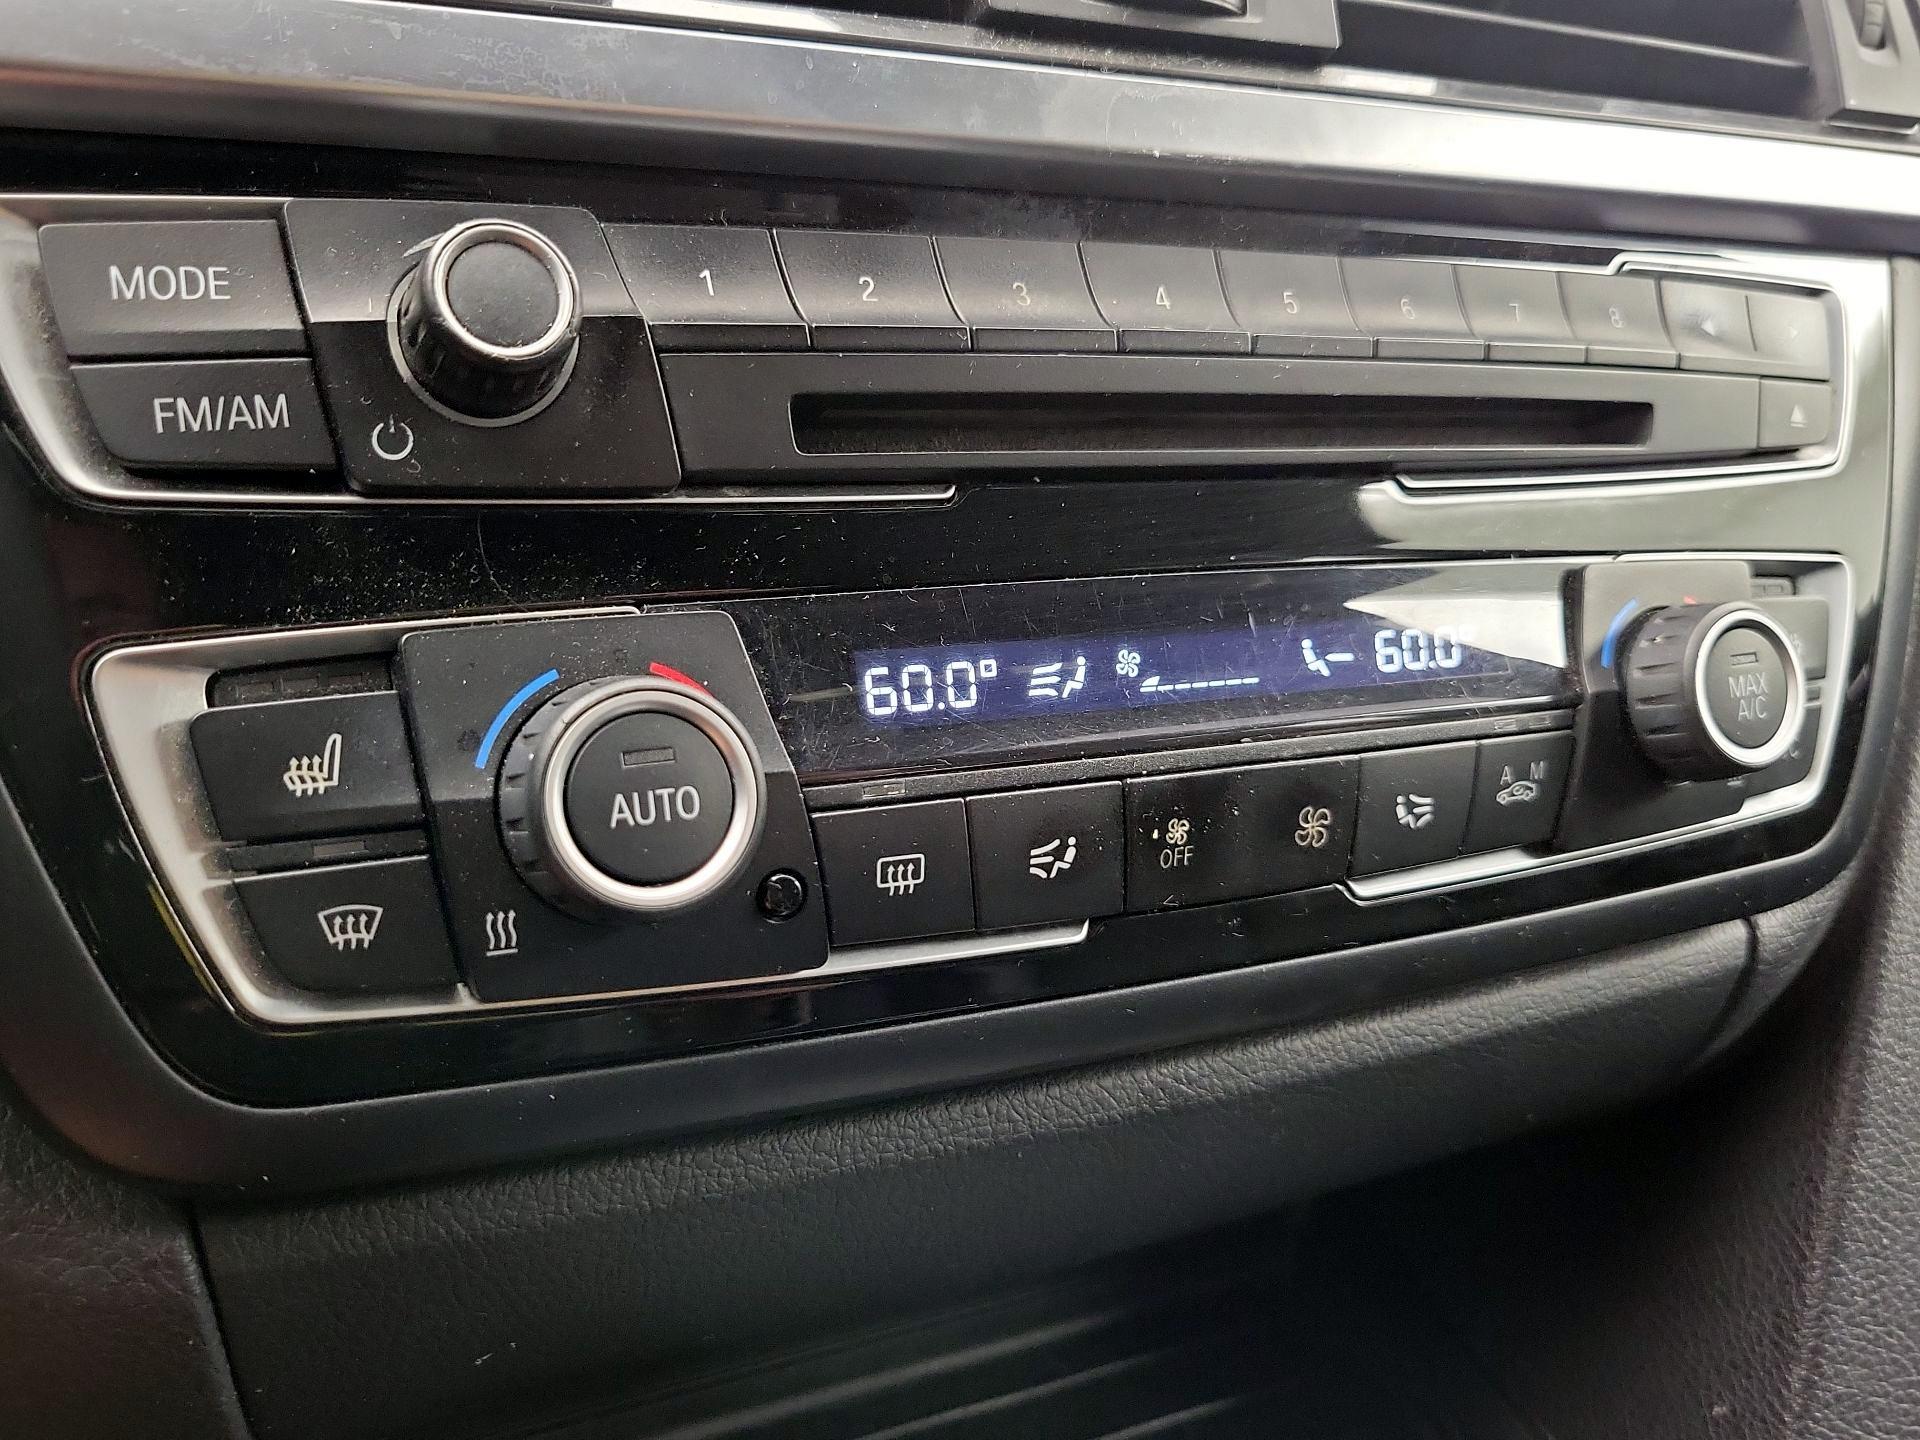 MODE
1 2 3 4 5 6 7 8
FM/AM
60.0° 60.0°
AUTO
MAX
A/C
A M
OFF